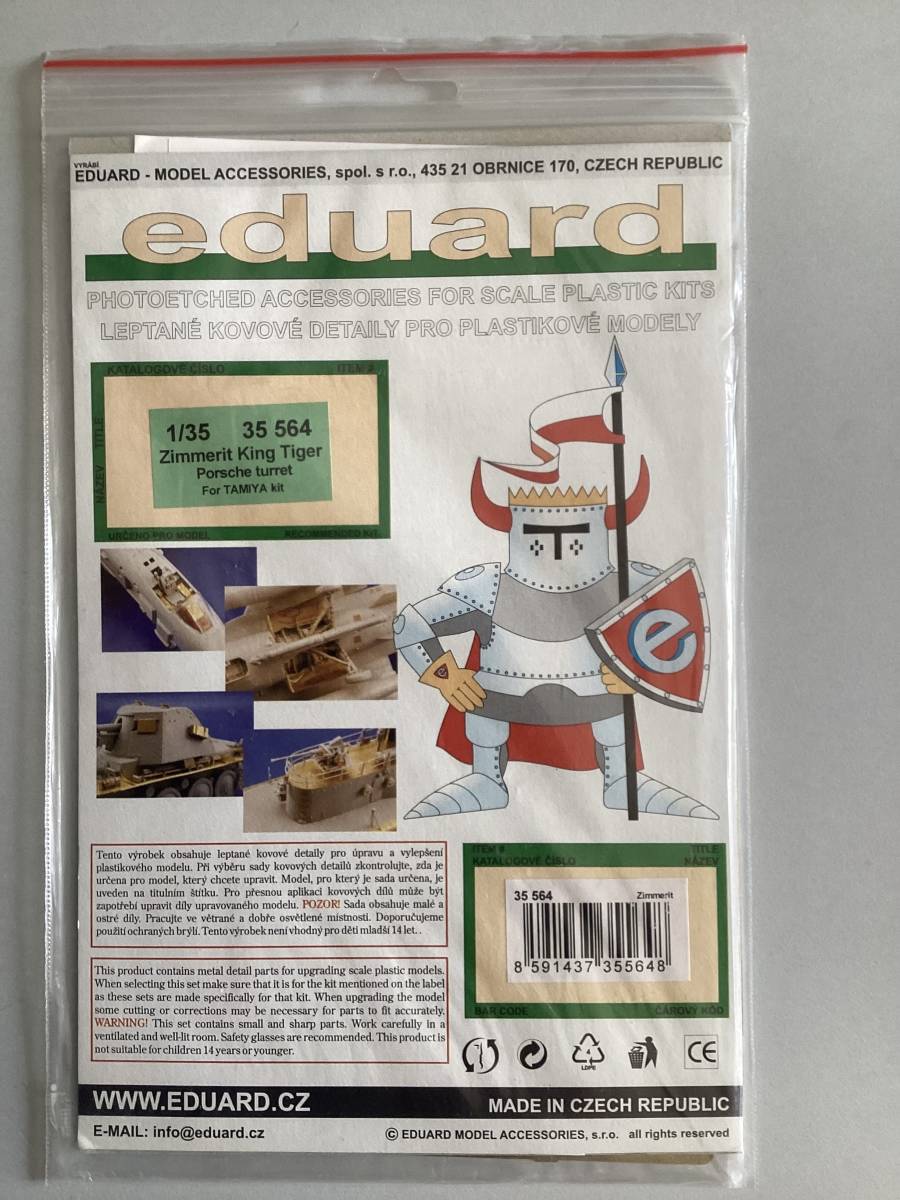 VYRÁBÍ
EDUARD - MODEL ACCESSORIES, spol. s r.o., 435 21 OBRNICE 170, CZECH REPUBLIC
eduard
PHOTOETCHED ACCESSORIES FOR SCALE PLASTIC KITS
LEPTANÉ KOVOVÉ DETAILY PRO PLASTIKOVÉ MODELY
KATALOGOVÉ ČÍSLO ITEM #
NÁZEV TITLE
1/35 35 564
Zimmerit King Tiger
Porsche turret
For TAMIYA kit
URČENO PRO MODEL RECOMMENDED KIT
e
Tento výrobek obsahuje leptané kovové detaily pro úpravu a vylepšení
plastikového modelu. Při výběru sady kovových detailů zkontrolujte, zda je
určena pro model, který chcete upravit. Model, pro který je sada určena, je
uveden na titulním štítku. Pro přesnou aplikaci kovových dílů může být
zapotřebí upravit díly upravovaného modelu. POZOR! Sada obsahuje malé a
ostré díly. Pracujte ve větrané a dobře osvětlené místnosti. Doporučujeme
použití ochraných brýlí. Tento výrobek není vhodný pro děti mladší 14 let. .
This product contains metal detail parts for upgrading scale plastic models.
When selecting this set make sure that it is for the kit mentioned on the label
as these sets are made specifically for that kit. When upgrading the model
some cutting or corrections may be necessary for parts to fit accurately.
WARNING! This set contains small and sharp parts. Work carefully in a
ventilated and well-lit room. Safety glasses are recommended. This product is
not suitable for children 14 years or younger.
ITEM # TITLE
KATALOGOVÉ ČÍSLO NÁZEV
35 564 Zimmerit
8 591437 355648
BAR CODE ČÁROVÝ KÓD
LDPE
CE
WWW.EDUARD.CZ MADE IN CZECH REPUBLIC
E-MAIL: info@eduard.cz © EDUARD MODEL ACCESSORIES, s.r.o. all rights reserved